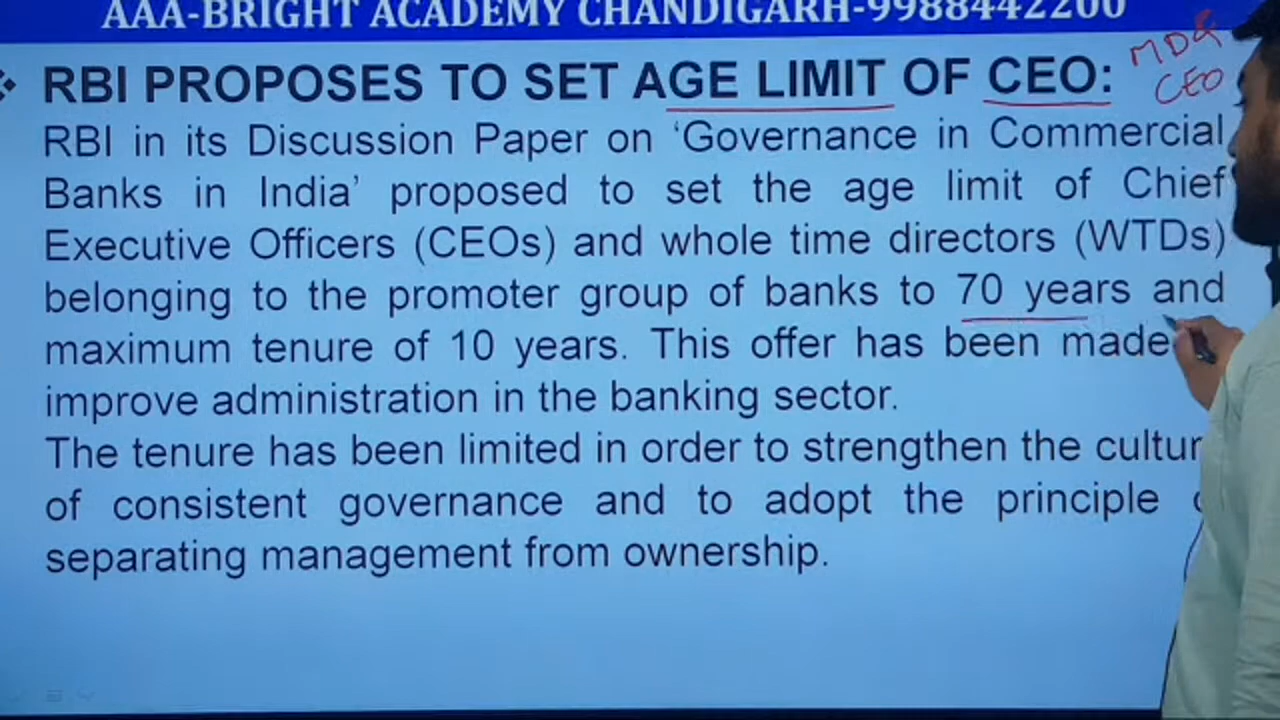 AAA-BRIGHT ACADEMY CHANDIGARH-9988442200
RBI PROPOSES TO SET AGE LIMIT OF CEO:
MD &
CEO
RBI in its Discussion Paper on ‘Governance in Commercial
Banks in India’ proposed to set the age limit of Chief
Executive Officers (CEOs) and whole time directors (WTDs)
belonging to the promoter group of banks to 70 years and
maximum tenure of 10 years. This offer has been made
improve administration in the banking sector.
The tenure has been limited in order to strengthen the cultur
of consistent governance and to adopt the principle
separating management from ownership.